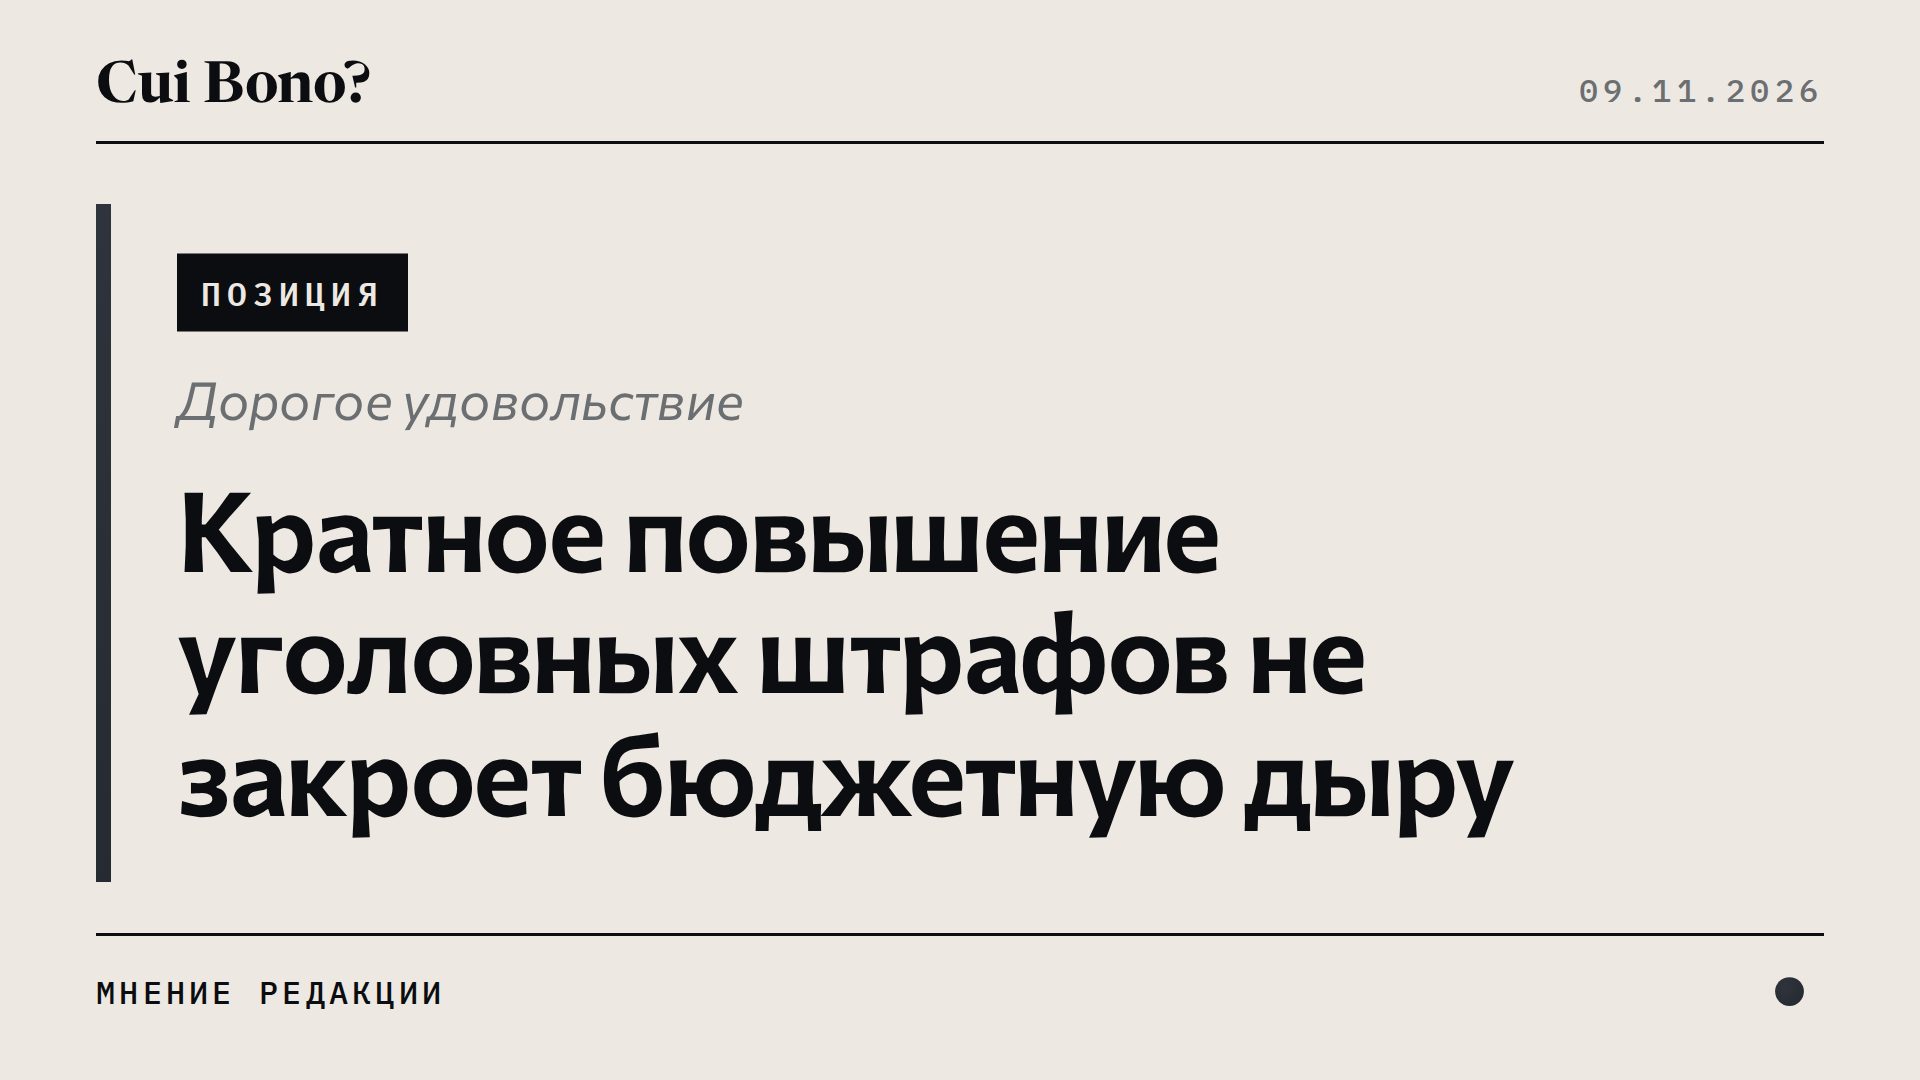 Cui Bono?
09.11.2026
ПОЗИЦИЯ
Дорогое удовольствие
Кратное повышение
уголовных штрафов не
закроет бюджетную дыру
МНЕНИЕ РЕДАКЦИИ